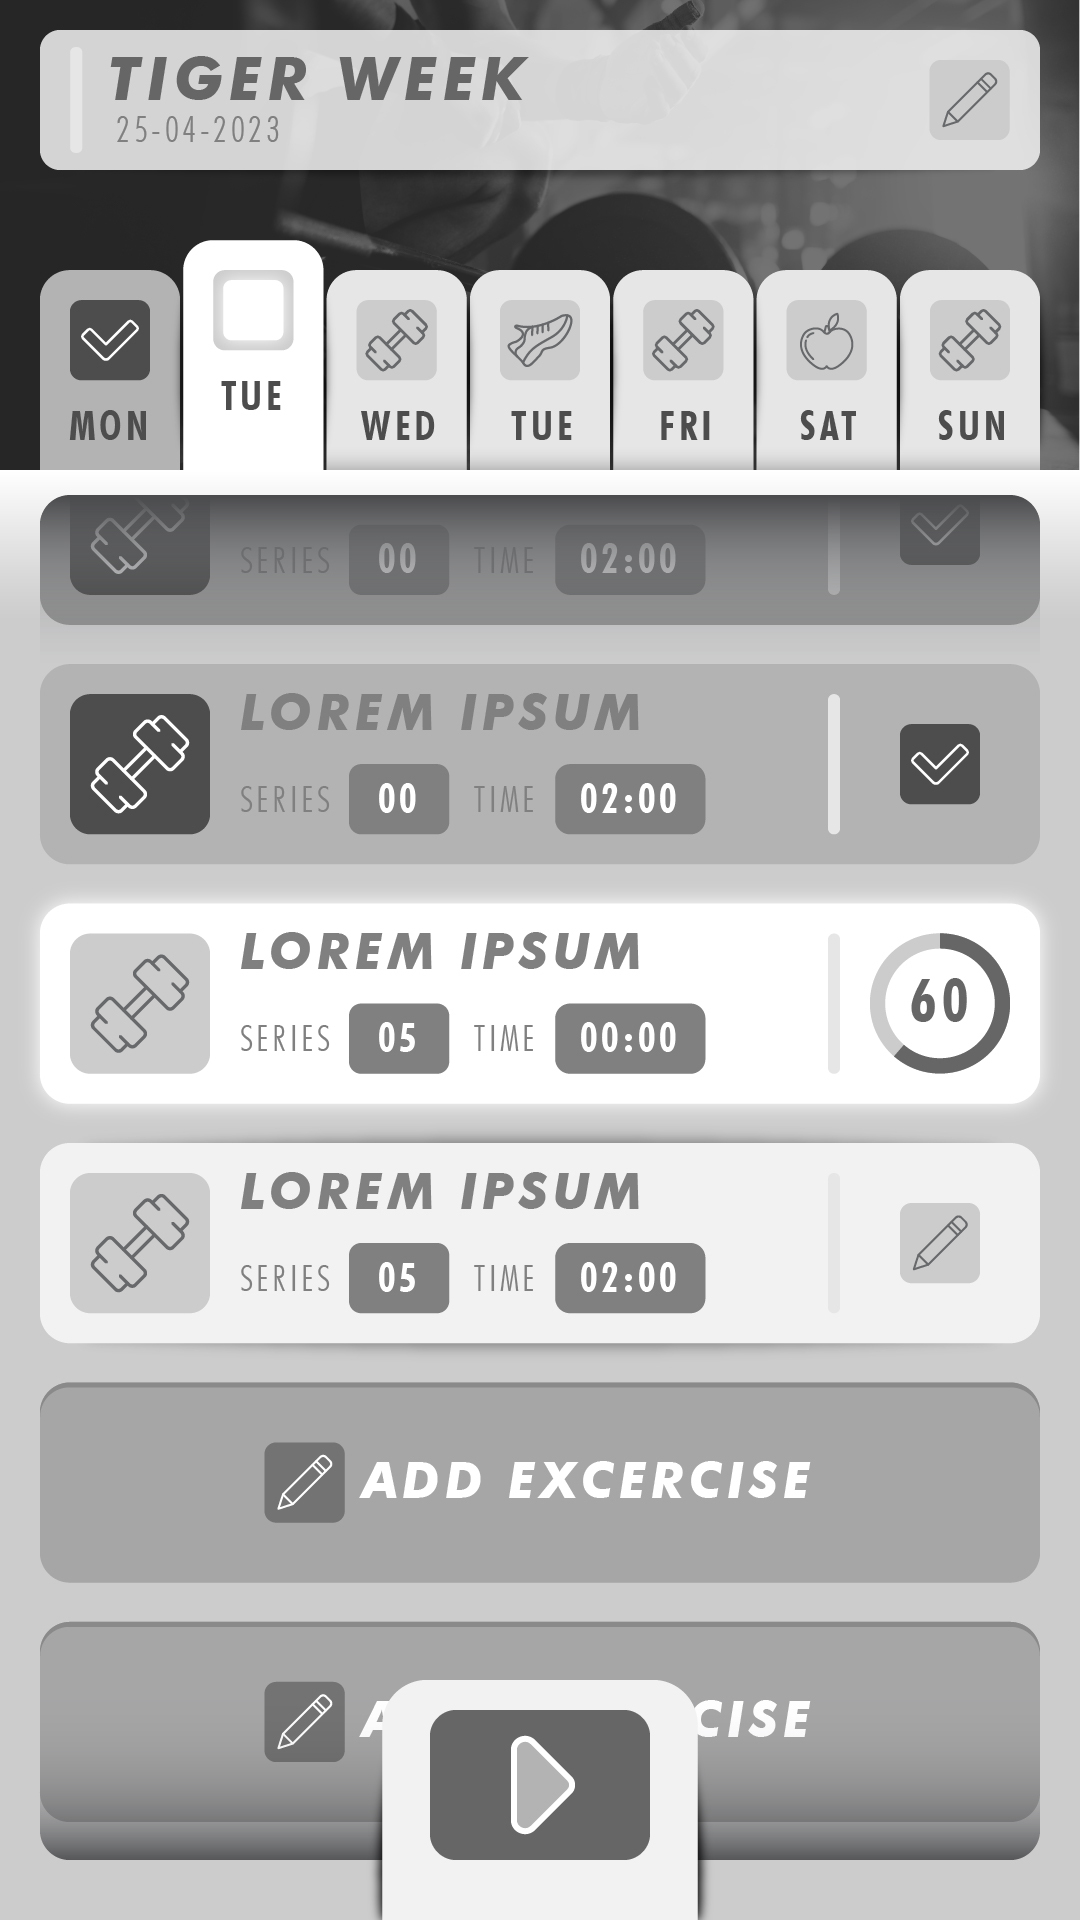 TIGER WEEK
25-04-2023
MON TUE WED TUE FRI SAT SUN
SERIES 00 TIME 02:00
LOREM IPSUM
SERIES 00 TIME 02:00
LOREM IPSUM
SERIES 05 TIME 00:00
60
LOREM IPSUM
SERIES 05 TIME 02:00
ADD EXCERCISE